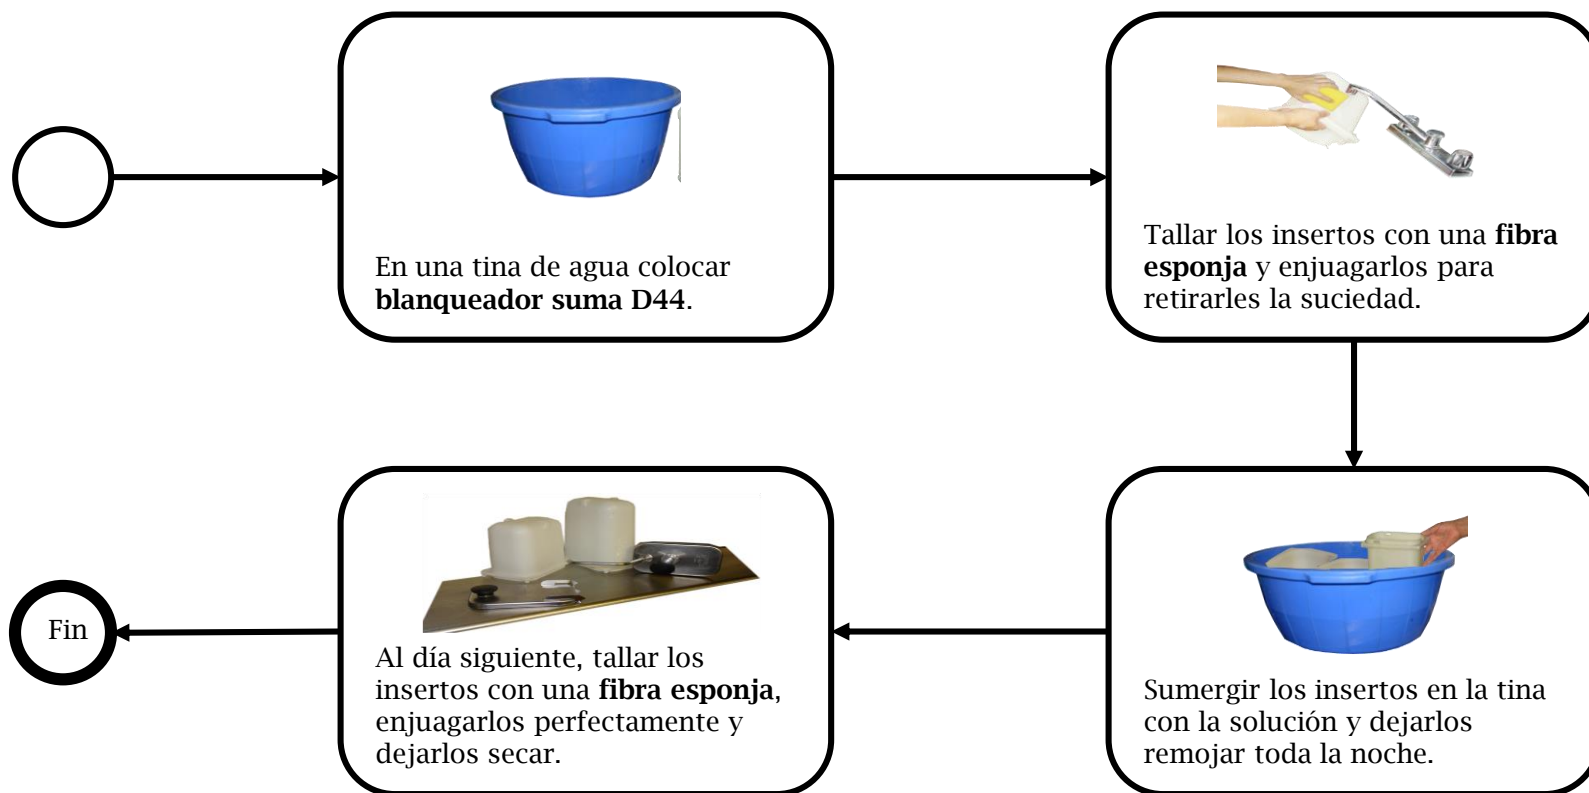 En una tina de agua colocar
blanqueador suma D44.
Tallar los insertos con una fibra
esponja y enjuagarlos para
retirarles la suciedad.
Sumergir los insertos en la tina
con la solución y dejarlos
remojar toda la noche.
Al día siguiente, tallar los
insertos con una fibra esponja,
enjuagarlos perfectamente y
dejarlos secar.
Fin